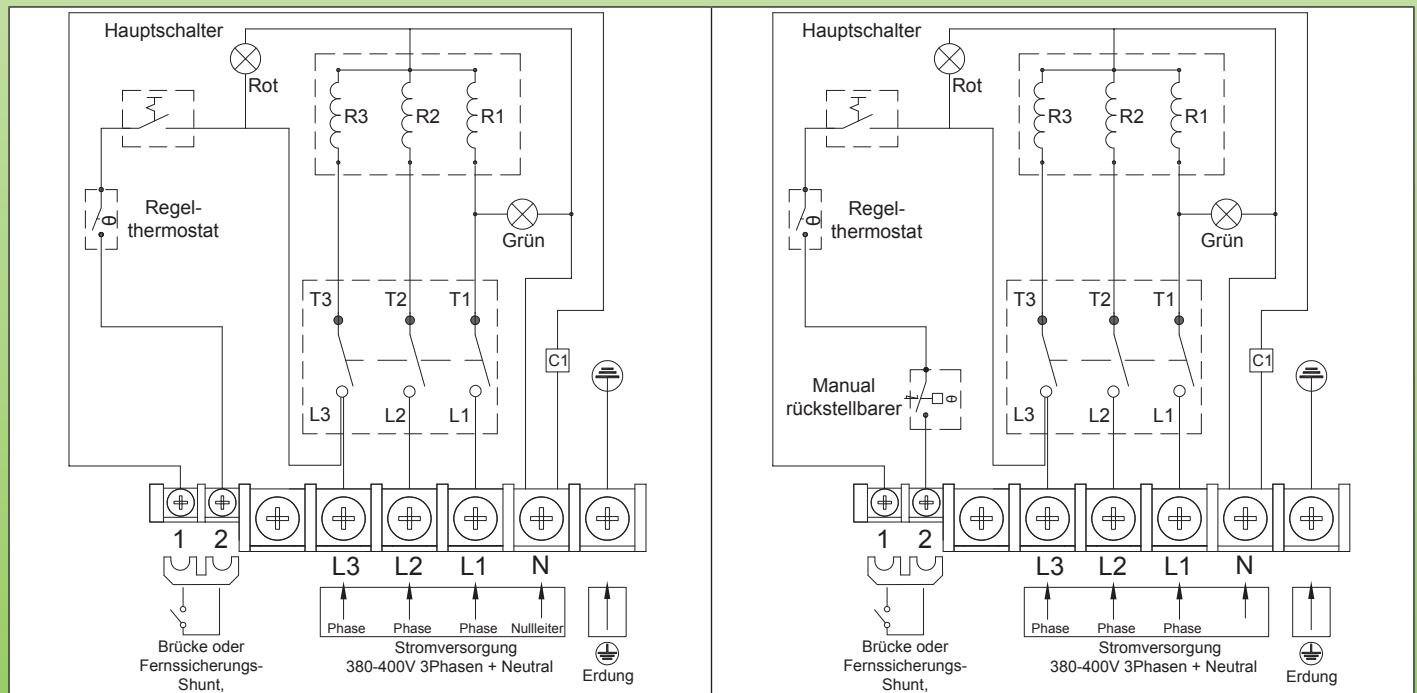 Hauptschalter
Rot
R3 R2 R1
Regel-
thermostat
θ
Grün
T3 T2 T1
C1
L3 L2 L1
1 2
L3 L2 L1 N
Phase Phase Phase Nullleiter
Brücke oder
Fernssicherungs-
Shunt,
Stromversorgung
380-400V 3Phasen + Neutral
Erdung
Hauptschalter
Rot
R3 R2 R1
Regel-
thermostat
θ
Grün
T3 T2 T1
C1
Manual
rückstellbarer
θ
L3 L2 L1
1 2
L3 L2 L1 N
Phase Phase Phase
Brücke oder
Fernssicherungs-
Shunt,
Stromversorgung
380-400V 3Phasen + Neutral
Erdung